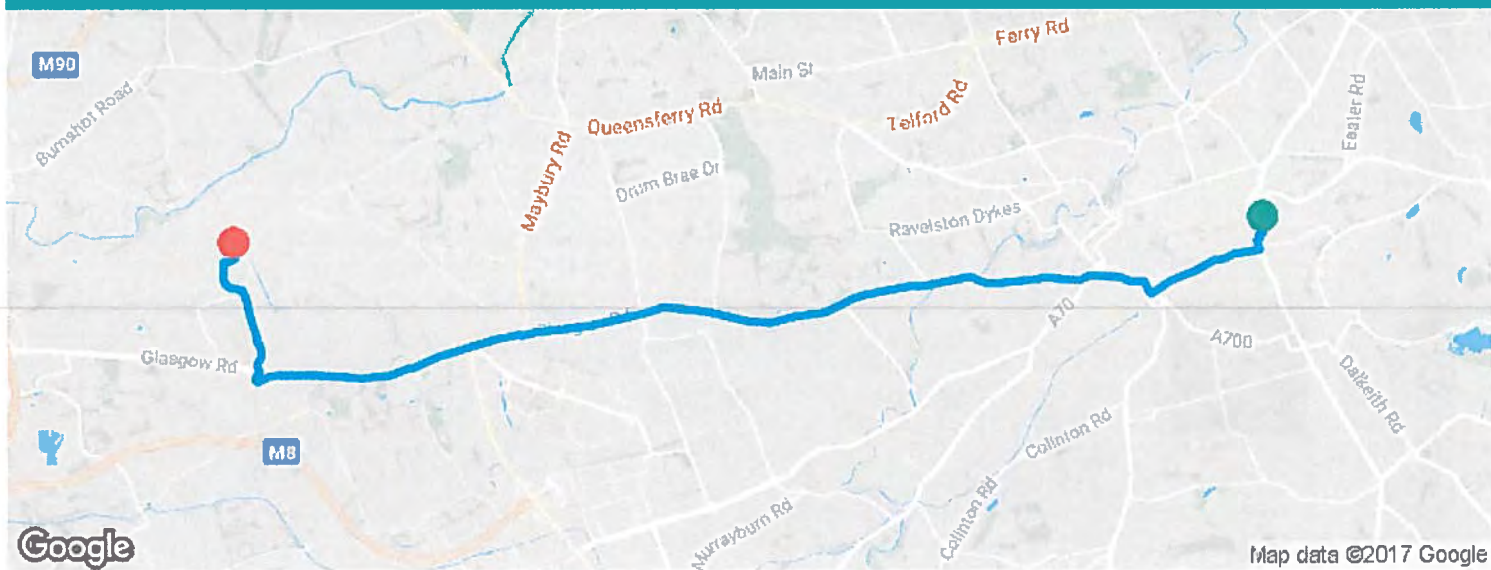 Ferry Rd
M90
Main St
Burnshot Road
Queensferry Rd
Telford Rd
Easter Rd
Maybury Rd
Drum Brae Dr
Ravelston Dykes
A70
Glasgow Rd
A700
Dalkeith Rd
M8
Colinton Rd
Colinton Rd
Murrayburn Rd
Google
Map data ©2017 Google